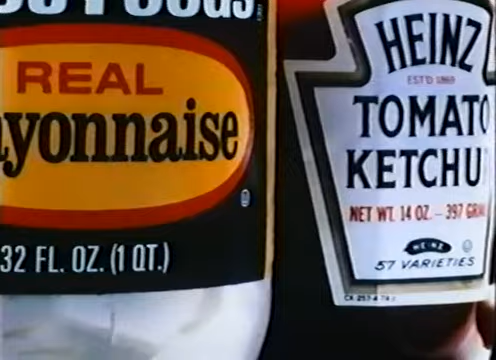 REAL
ayonnaise
32 FL. OZ. (1 QT.)
HEINZ
EST'D 1869
TOMATO
KETCHU
NET WT. 14 OZ. – 397 GRA
HEINZ
57 VARIETIES